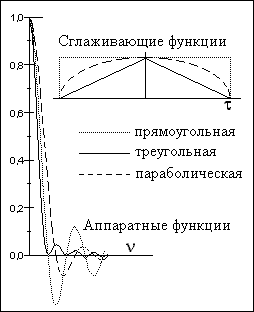 1,0
Сглаживающие функции
0,8
τ
0,6
прямоугольная
треугольная
0,4
параболическая
0,2
Аппаратные функции
ν
0,0